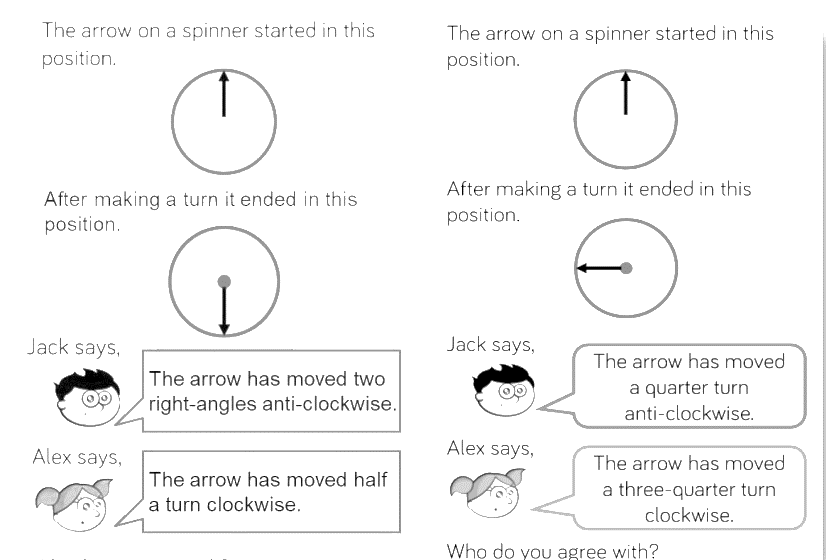 The arrow on a spinner started in this
position.
After making a turn it ended in this
position.
Jack says,
The arrow has moved two
right-angles anti-clockwise.
Alex says,
The arrow has moved half
a turn clockwise.
The arrow on a spinner started in this
position.
After making a turn it ended in this
position.
Jack says,
The arrow has moved
a quarter turn
anti-clockwise.
Alex says,
The arrow has moved
a three-quarter turn
clockwise.
Who do you agree with?